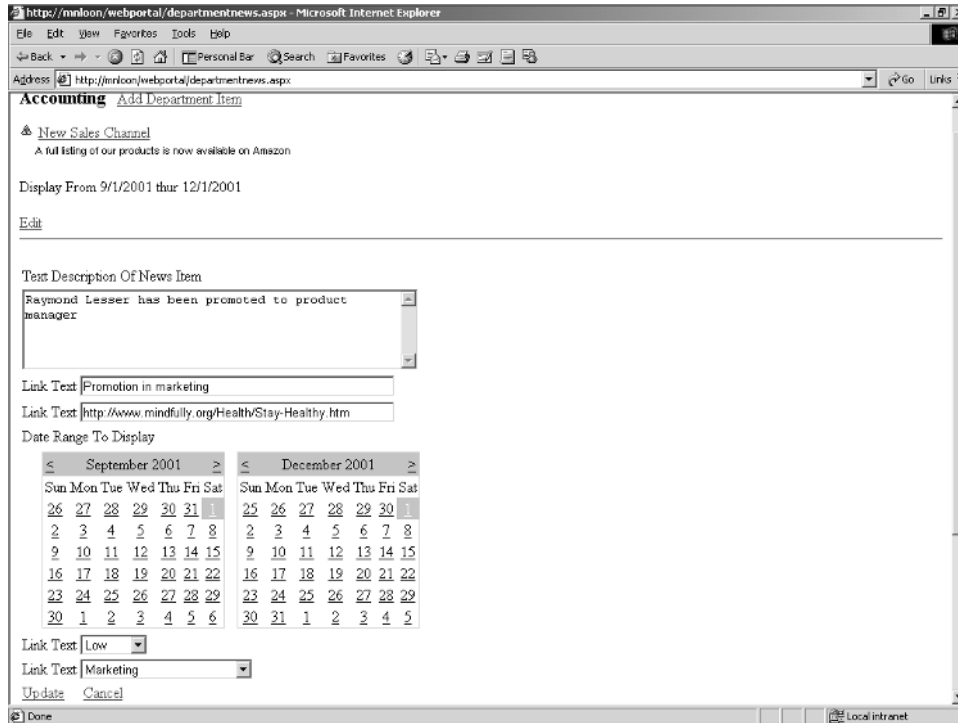 http://mnloon/webportal/departmentnews.aspx - Microsoft Internet Explorer
File Edit View Favorites Tools Help
Back Personal Bar Search Favorites
Address http://mnloon/webportal/departmentnews.aspx Go Links
Accounting Add Department Item
New Sales Channel
A full listing of our products is now available on Amazon
Display From 9/1/2001 thur 12/1/2001
Edit
Text Description Of News Item
Raymond Lesser has been promoted to product
manager
Link Text Promotion in marketing
Link Text http://www.mindfully.org/Health/Stay-Healthy.htm
Date Range To Display
< September 2001 > < December 2001 >
Sun Mon Tue Wed Thu Fri Sat Sun Mon Tue Wed Thu Fri Sat
26 27 28 29 30 31 1 25 26 27 28 29 30 1
2 3 4 5 6 7 8 2 3 4 5 6 7 8
9 10 11 12 13 14 15 9 10 11 12 13 14 15
16 17 18 19 20 21 22 16 17 18 19 20 21 22
23 24 25 26 27 28 29 23 24 25 26 27 28 29
30 1 2 3 4 5 6 30 31 1 2 3 4 5
Link Text Low
Link Text Marketing
Update Cancel
Done Local intranet